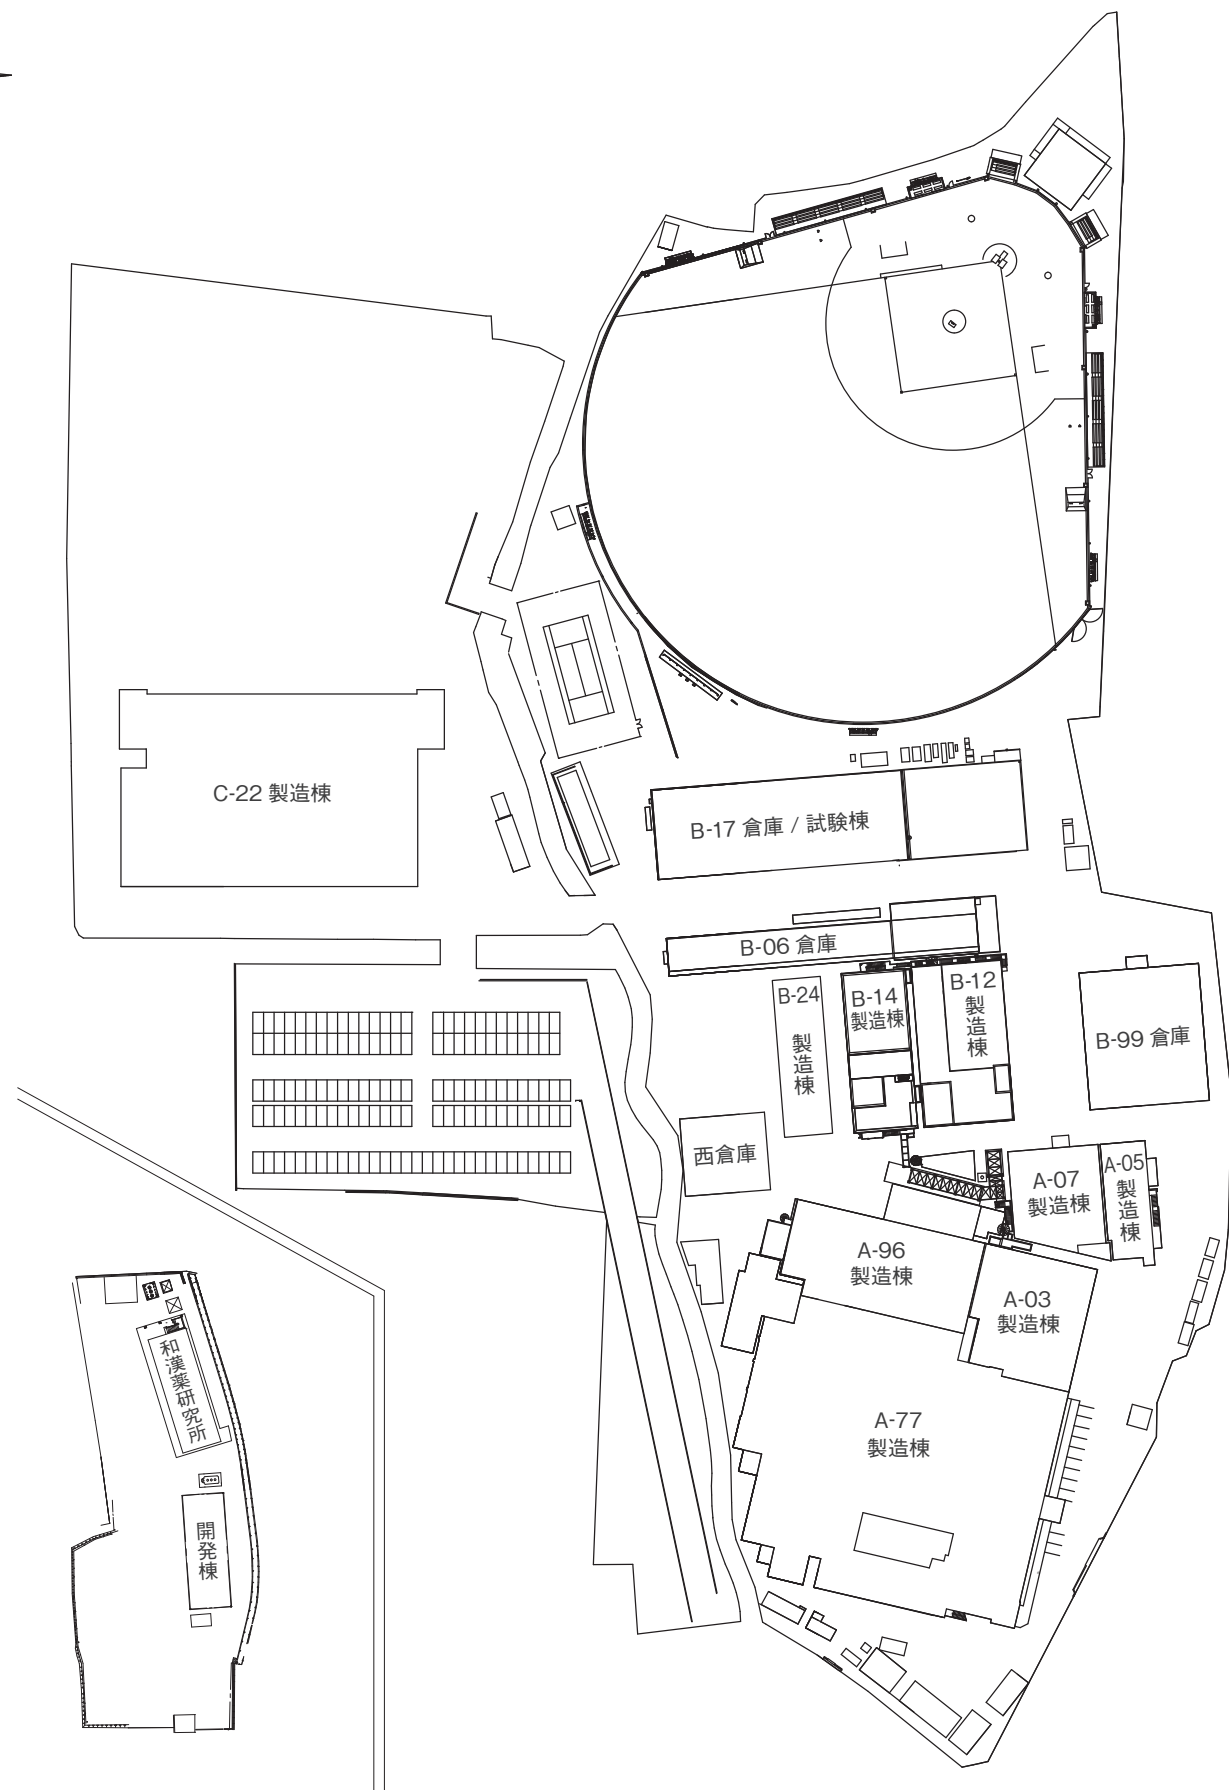 C-22 製造棟
B-17 倉庫 / 試験棟
B-06 倉庫
B-24
製造棟
B-14
製造棟
B-12
製造棟
B-99 倉庫
西倉庫
A-07
製造棟
A-05
製造棟
A-96
製造棟
A-03
製造棟
A-77
製造棟
和漢薬研究所
開発棟